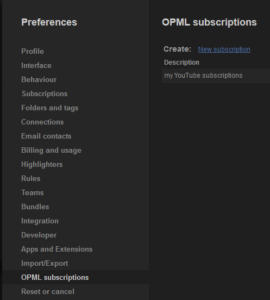 Preferences
Profile
Interface
Behaviour
Subscriptions
Folders and tags
Connections
Email contacts
Billing and usage
Highlighters
Rules
Teams
Bundles
Integration
Developer
Apps and Extensions
Import/Export
OPML subscriptions
Reset or cancel
OPML subscriptions
Create: New subscription
Description
my YouTube subscriptions